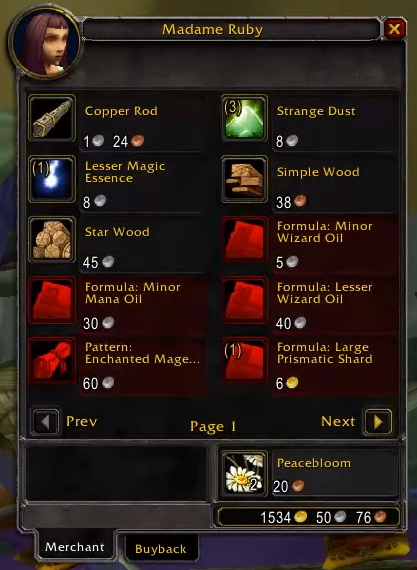 Madame Ruby
Copper Rod
1 24
(3)
Strange Dust
8
(1)
Lesser Magic
Essence
8
Simple Wood
38
Star Wood
45
Formula: Minor
Wizard Oil
5
Formula: Minor
Mana Oil
30
Formula: Lesser
Wizard Oil
40
Pattern:
Enchanted Mage...
60
(1)
Formula: Large
Prismatic Shard
6
Prev
Page 1
Next
Peacebloom
2
20
1534 50 76
Merchant
Buyback